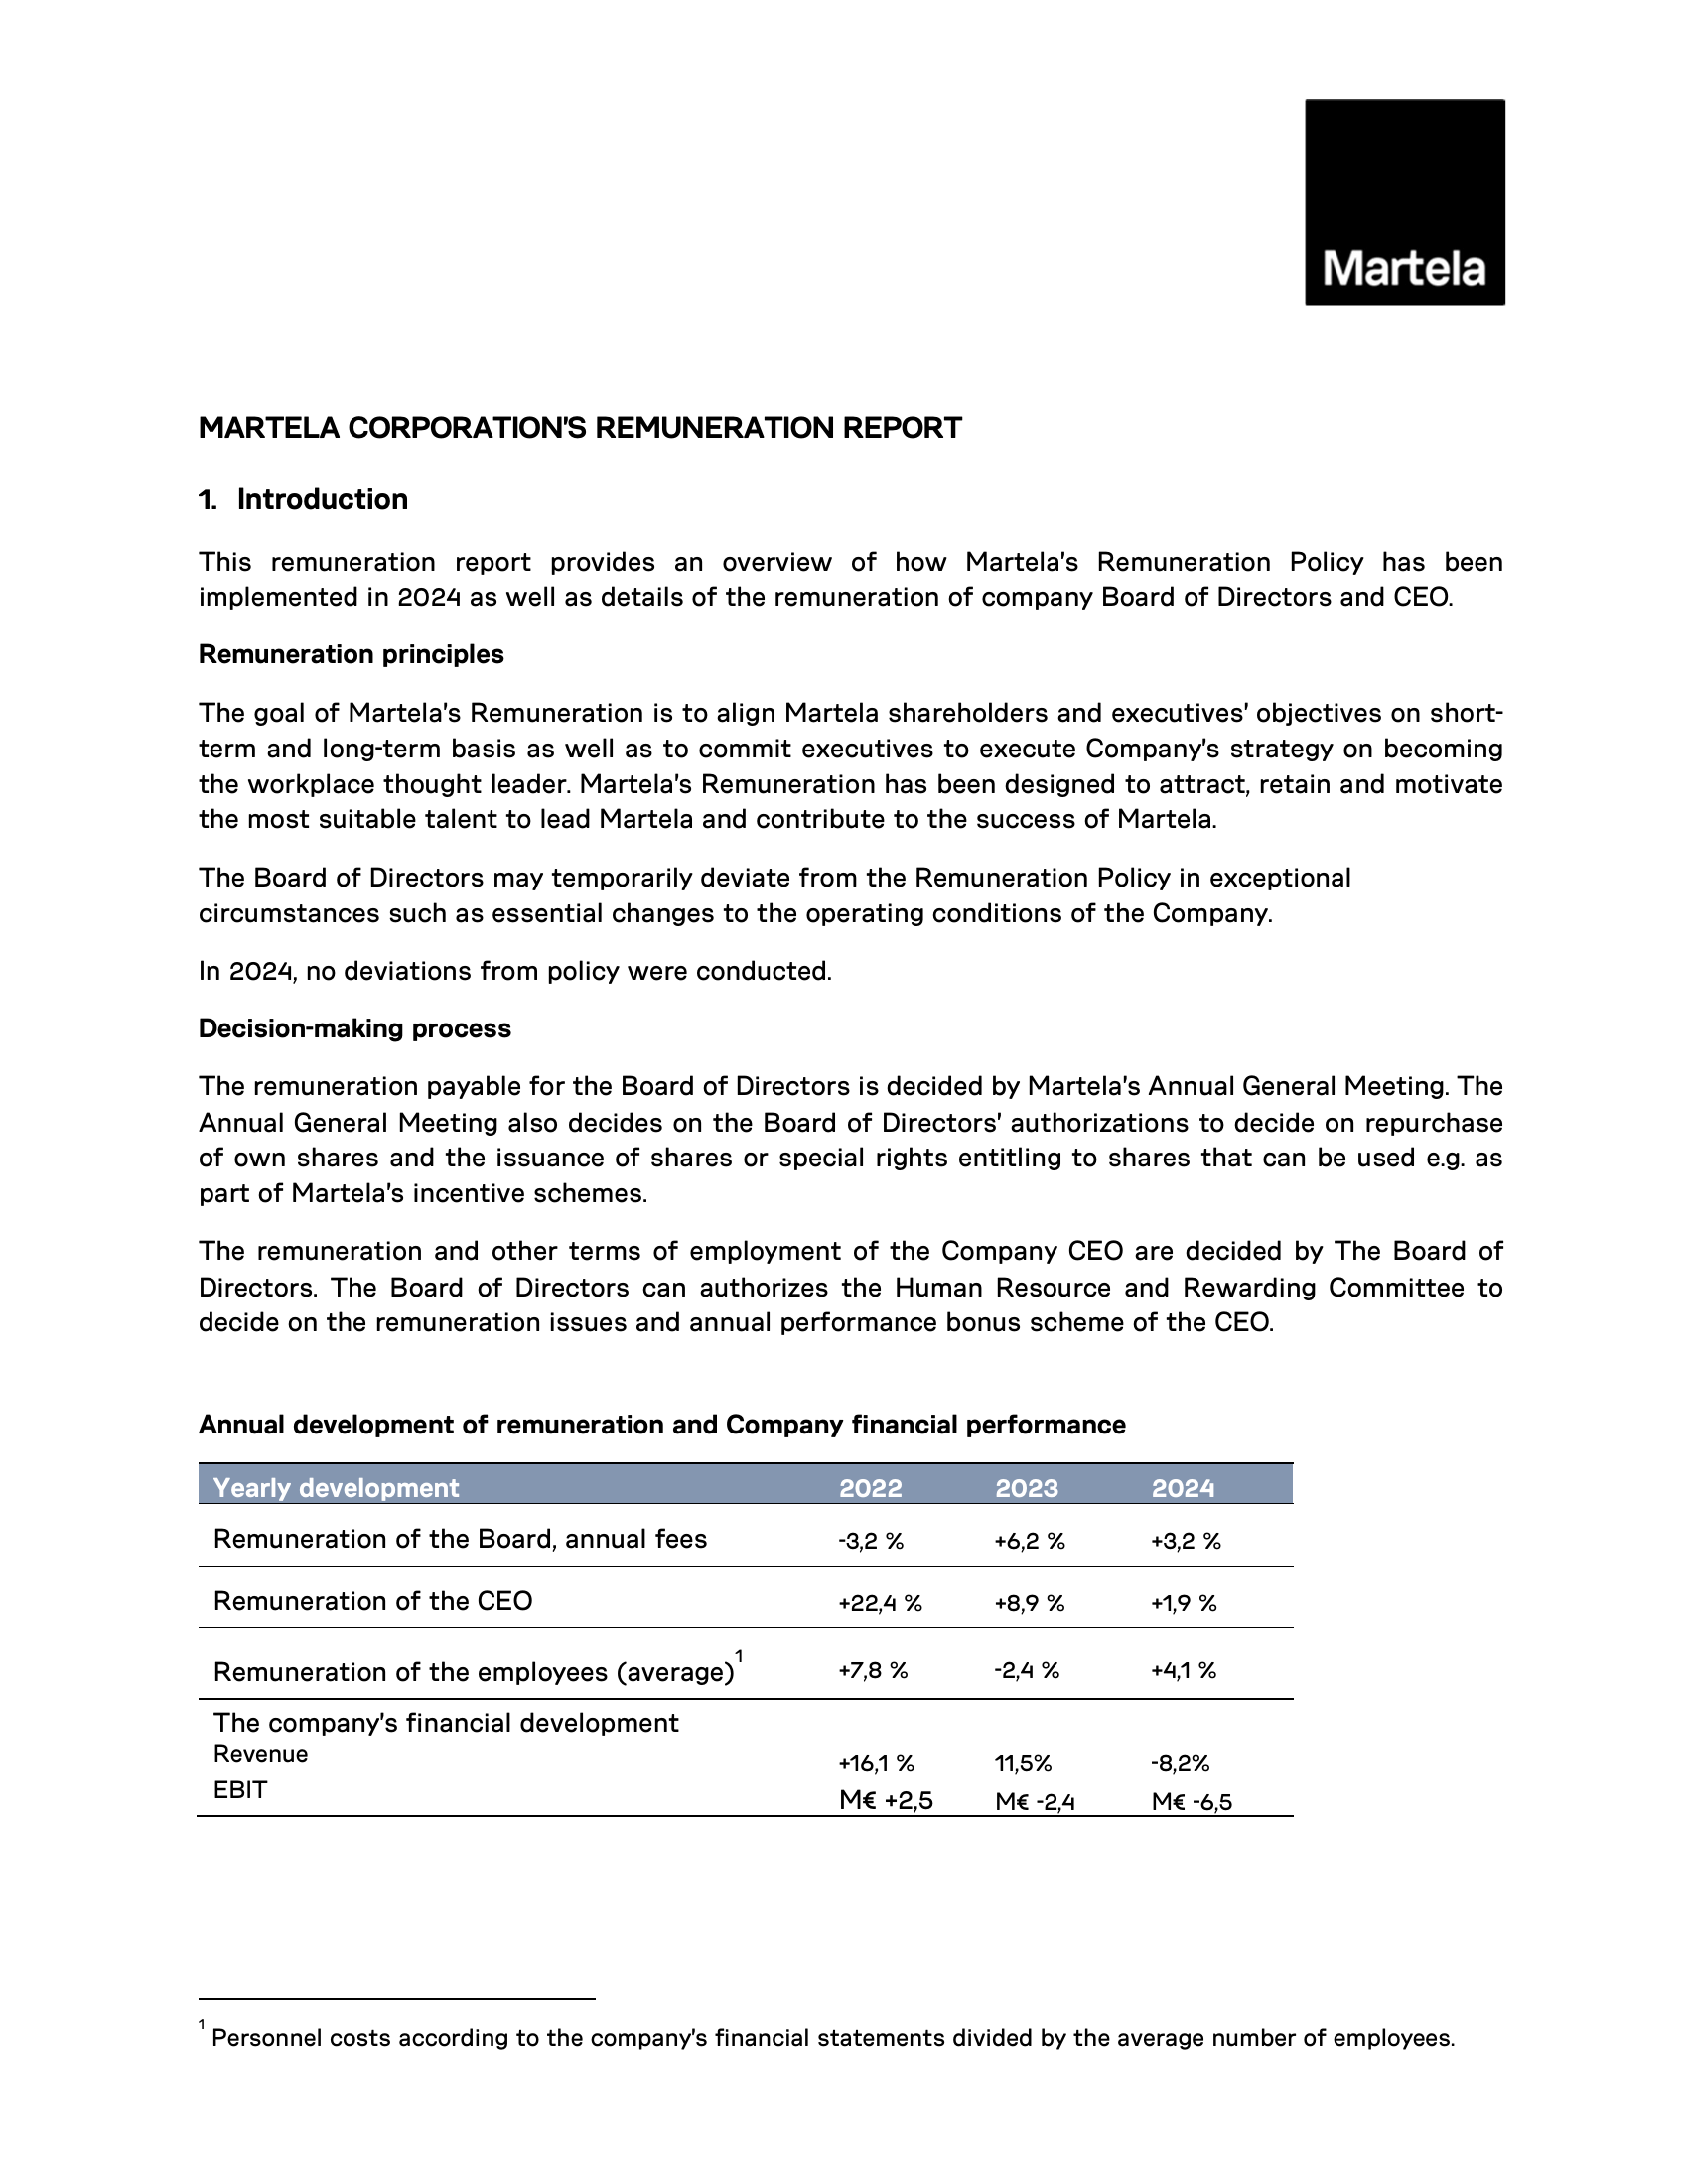 Martela
MARTELA CORPORATION'S REMUNERATION REPORT
1. Introduction
This remuneration report provides an overview of how Martela's Remuneration Policy has been
implemented in 2024 as well as details of the remuneration of company Board of Directors and CEO.
Remuneration principles
The goal of Martela's Remuneration is to align Martela shareholders and executives' objectives on short-
term and long-term basis as well as to commit executives to execute Company's strategy on becoming
the workplace thought leader. Martela's Remuneration has been designed to attract, retain and motivate
the most suitable talent to lead Martela and contribute to the success of Martela.
The Board of Directors may temporarily deviate from the Remuneration Policy in exceptional
circumstances such as essential changes to the operating conditions of the Company.
In 2024, no deviations from policy were conducted.
Decision-making process
The remuneration payable for the Board of Directors is decided by Martela's Annual General Meeting. The
Annual General Meeting also decides on the Board of Directors' authorizations to decide on repurchase
of own shares and the issuance of shares or special rights entitling to shares that can be used e.g. as
part of Martela's incentive schemes.
The remuneration and other terms of employment of the Company CEO are decided by The Board of
Directors. The Board of Directors can authorizes the Human Resource and Rewarding Committee to
decide on the remuneration issues and annual performance bonus scheme of the CEO.
Annual development of remuneration and Company financial performance
Yearly development 2022 2023 2024
Remuneration of the Board, annual fees -3,2 % +6,2 % +3,2 %
Remuneration of the CEO +22,4 % +8,9 % +1,9 %
Remuneration of the employees (average)1 +7,8 % -2,4 % +4,1 %
The company's financial development
Revenue +16,1 % 11,5% -8,2%
EBIT M€ +2,5 M€ -2,4 M€ -6,5
1 Personnel costs according to the company's financial statements divided by the average number of employees.